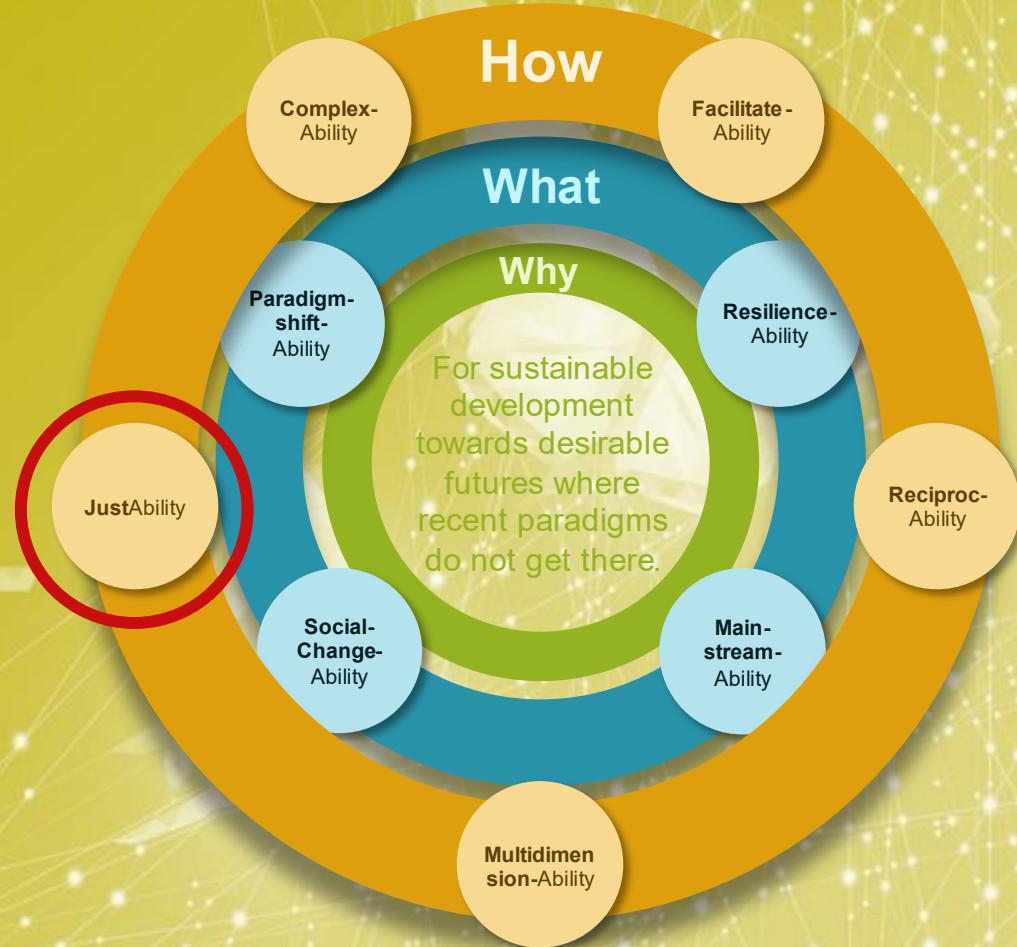 How
Complex-
Ability
Facilitate-
Ability
What
Why
Paradigm-
shift-
Ability
Resilience-
Ability
For sustainable
development
towards desirable
futures where
recent paradigms
do not get there.
JustAbility
Reciproc-
Ability
Social-
Change-
Ability
Main-
stream-
Ability
Multidimen
sion-Ability